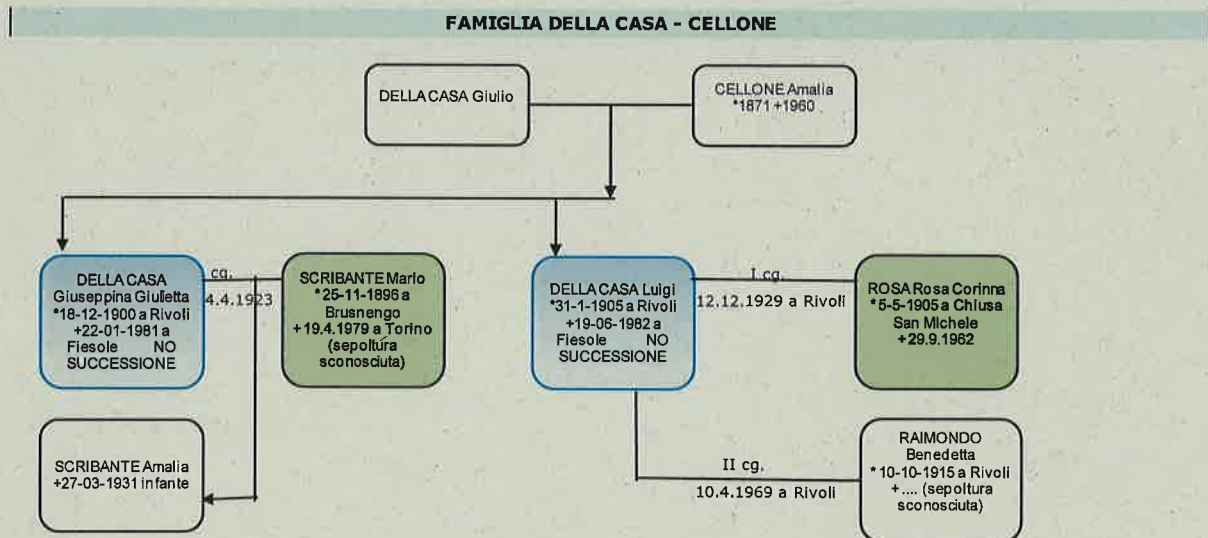 FAMIGLIA DELLA CASA - CELLONE
DELLA CASA Giulio
CELLONE Amalia
*1871 +1960
DELLA CASA
Giuseppina Giulietta
*18-12-1900 a Rivoli
+22-01-1981 a
Fiesole NO
SUCCESSIONE
cg.
4.4.1923
SCRIBANTE Mario
*25-11-1896 a
Brusnengo
+19.4.1979 a Torino
(sepoltura
sconosciuta)
DELLA CASA Luigi
*31-1-1905 a Rivoli
+19-06-1982 a
Fiesole NO
SUCCESSIONE
I cg.
12.12.1929 a Rivoli
ROSA Rosa Corinna
*5-5-1905 a Chiusa
San MIchele
+29.9.1962
SCRIBANTE Amalia
+27-03-1931 infante
II cg.
10.4.1969 a Rivoli
RAIMONDO
Benedetta
*10-10-1915 a Rivoli
+ .... (sepoltura
sconosciuta)